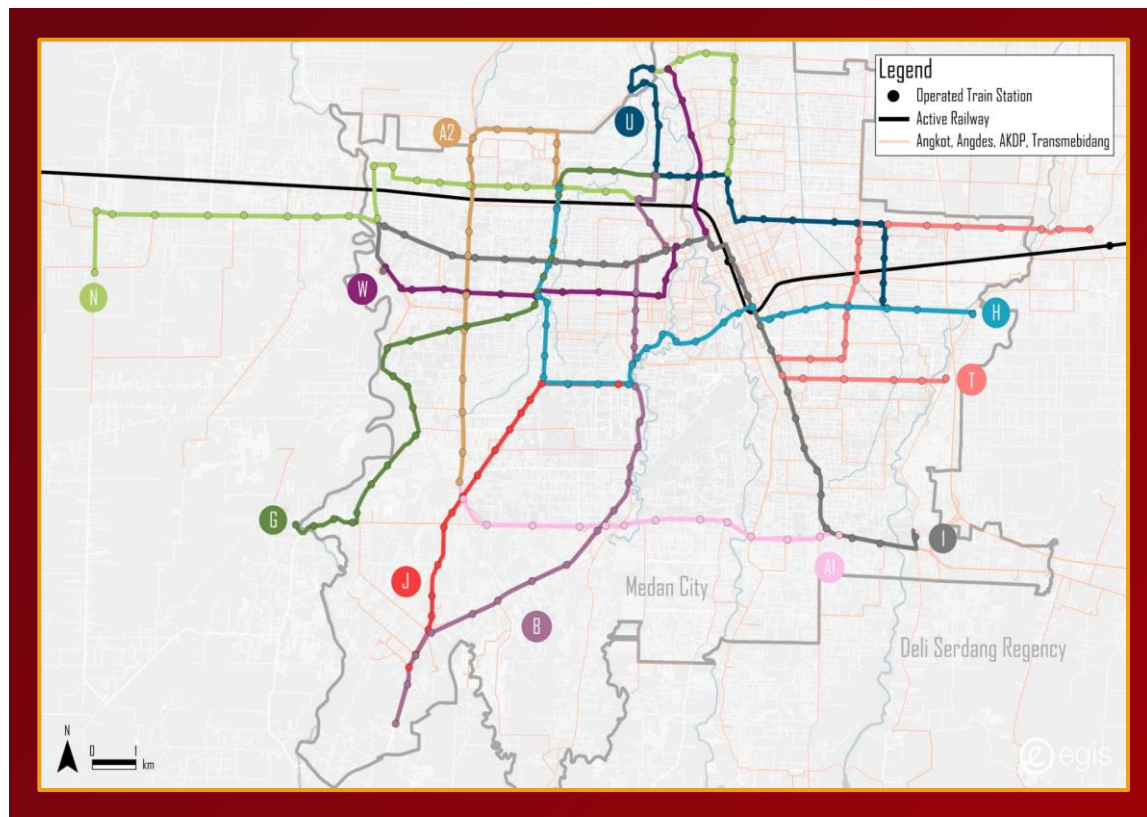 Legend
Operated Train Station
Active Railway
Angkot, Angdes, AKDP, Transmebidang
U
A2
N
W
H
T
G
I
A1
J
B
Medan City
Deli Serdang Regency
N
0 1
km
e egis